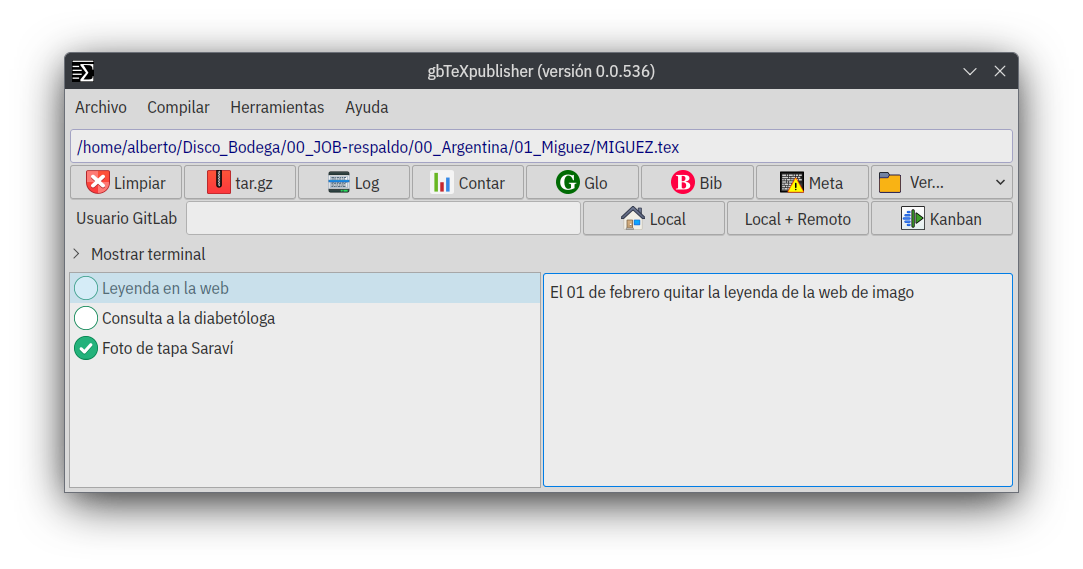 gbTeXpublisher (versión 0.0.536)
Archivo Compilar Herramientas Ayuda
/home/alberto/Disco_Bodega/00_JOB-respaldo/00_Argentina/01_Miguez/MIGUEZ.tex
Limpiar tar.gz Log Contar G Glo B Bib Meta Ver...
Usuario GitLab Local Local + Remoto Kanban
Mostrar terminal
Leyenda en la web
Consulta a la diabetóloga
Foto de tapa Saraví
El 01 de febrero quitar la leyenda de la web de imago